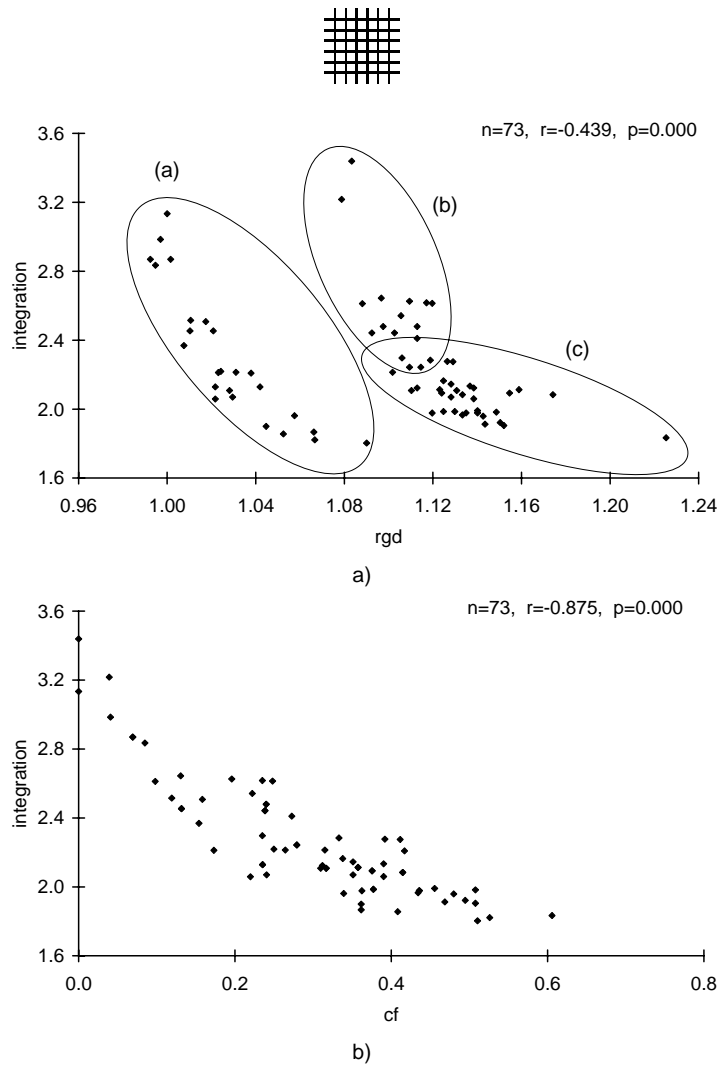 n=73, r=-0.439, p=0.000
3.6
(a)
3.2
(b)
2.8
integration
2.4
(c)
2.0
1.6
0.96 1.00 1.04 1.08 1.12 1.16 1.20 1.24
rgd
a)
n=73, r=-0.875, p=0.000
3.6
3.2
2.8
integration
2.4
2.0
1.6
0.0 0.2 0.4 0.6 0.8
cf
b)